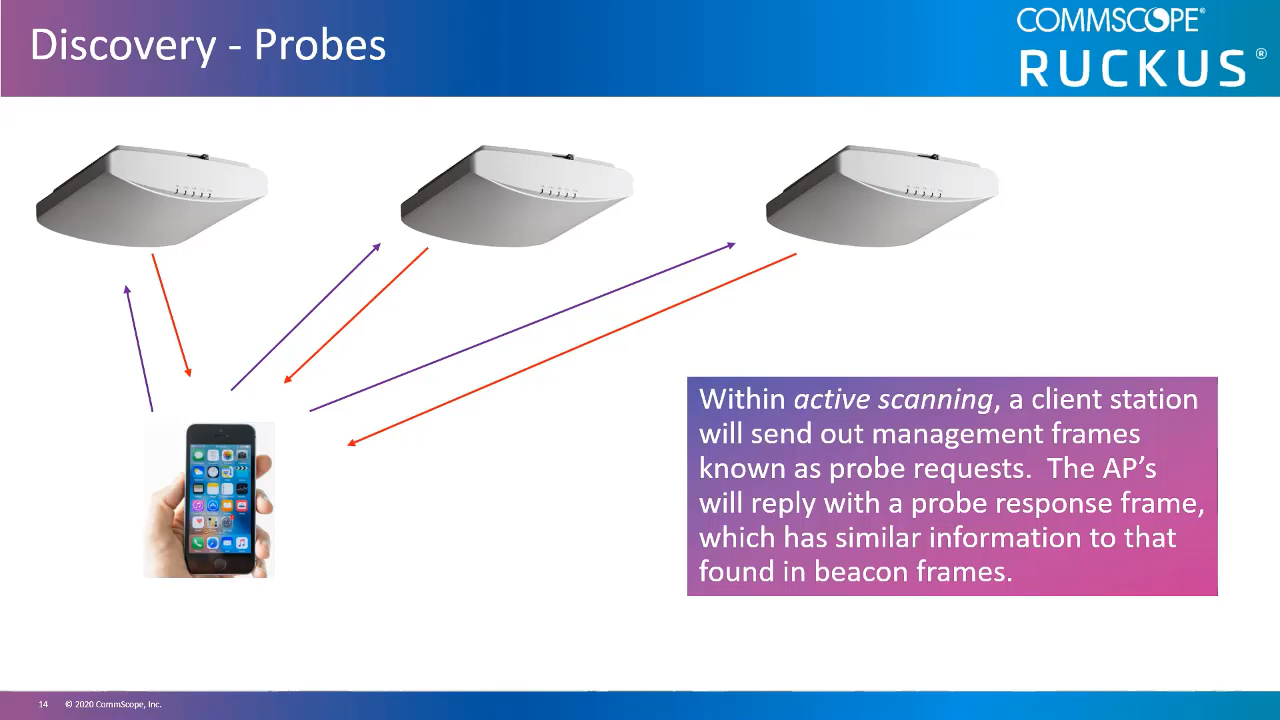 Discovery - Probes
COMMSCOPE®
RUCKUS®
Within active scanning, a client station
will send out management frames
known as probe requests.  The AP’s
will reply with a probe response frame,
which has similar information to that
found in beacon frames.
14
© 2020 CommScope, Inc.